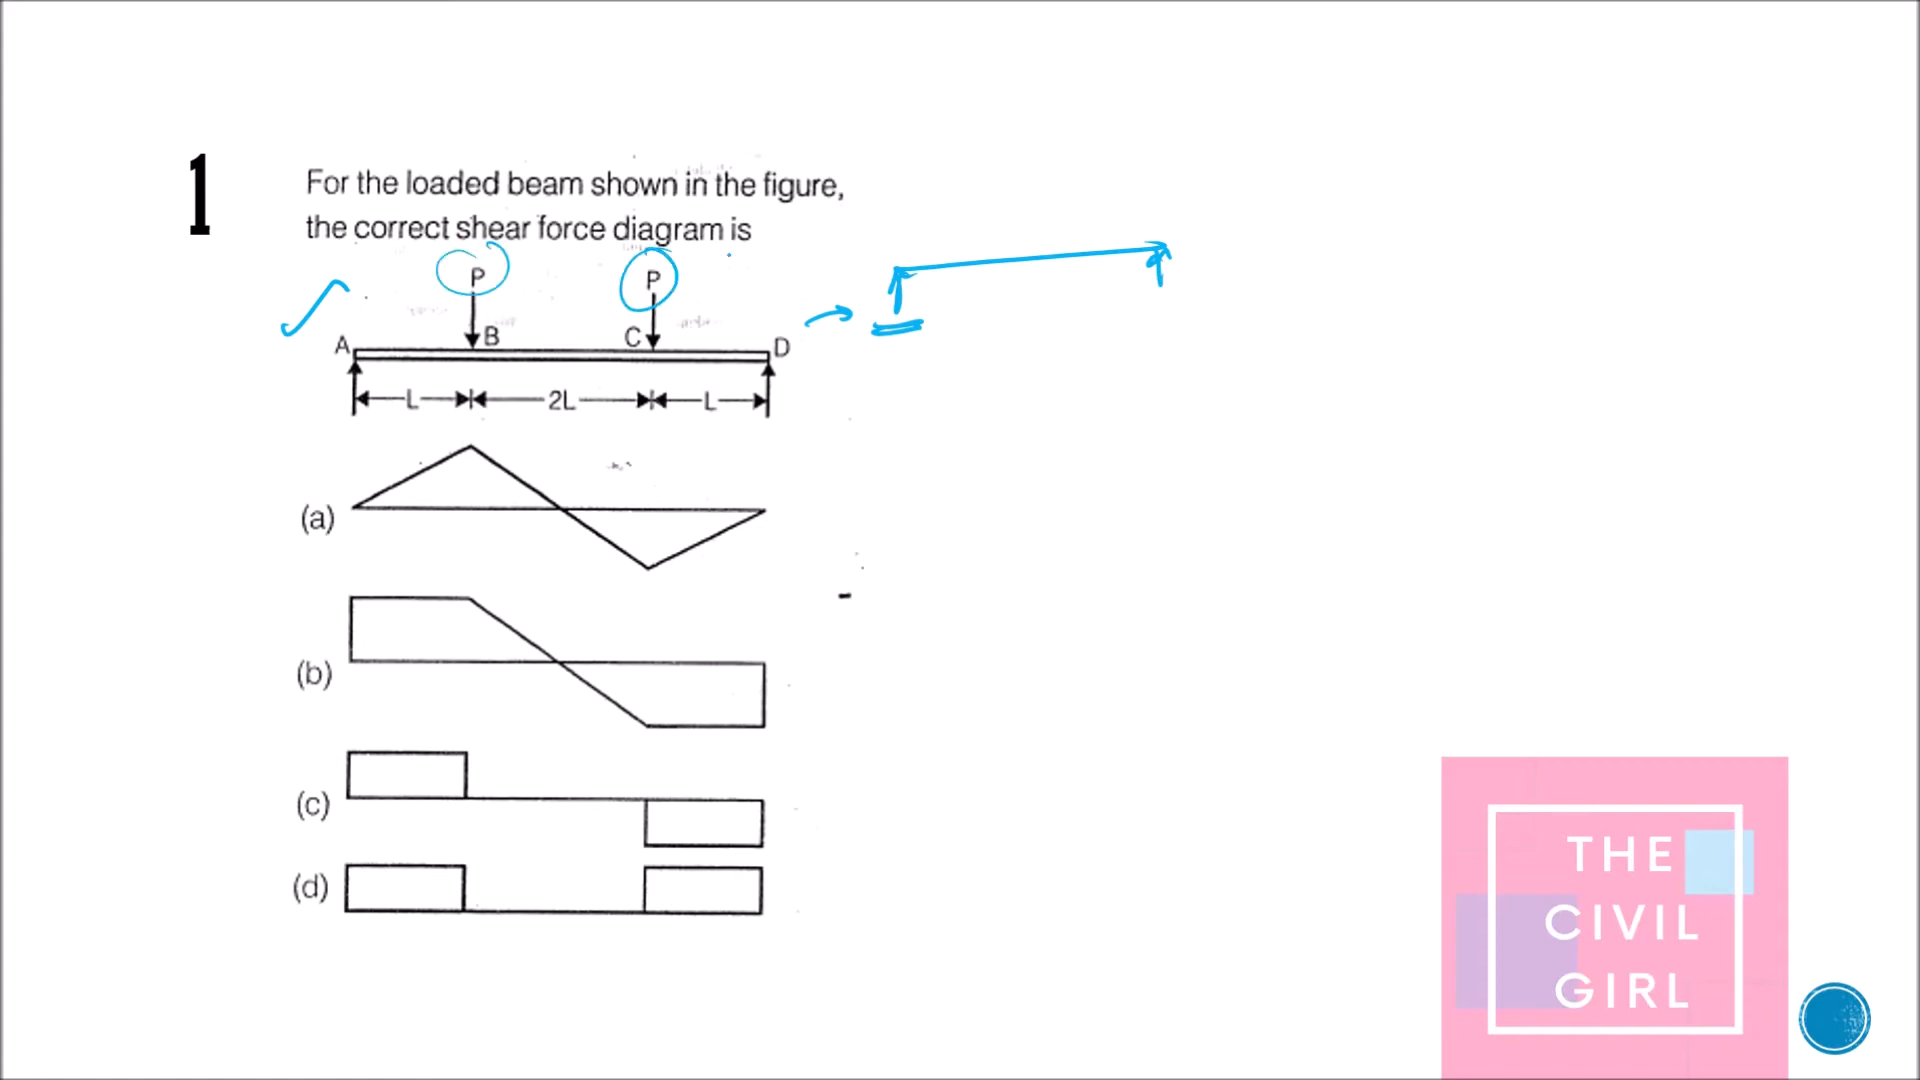 1
For the loaded beam shown in the figure,
the correct shear force diagram is
P P
A B C D
L 2L L
(a)
(b)
(c)
(d)
THE
CIVIL
GIRL